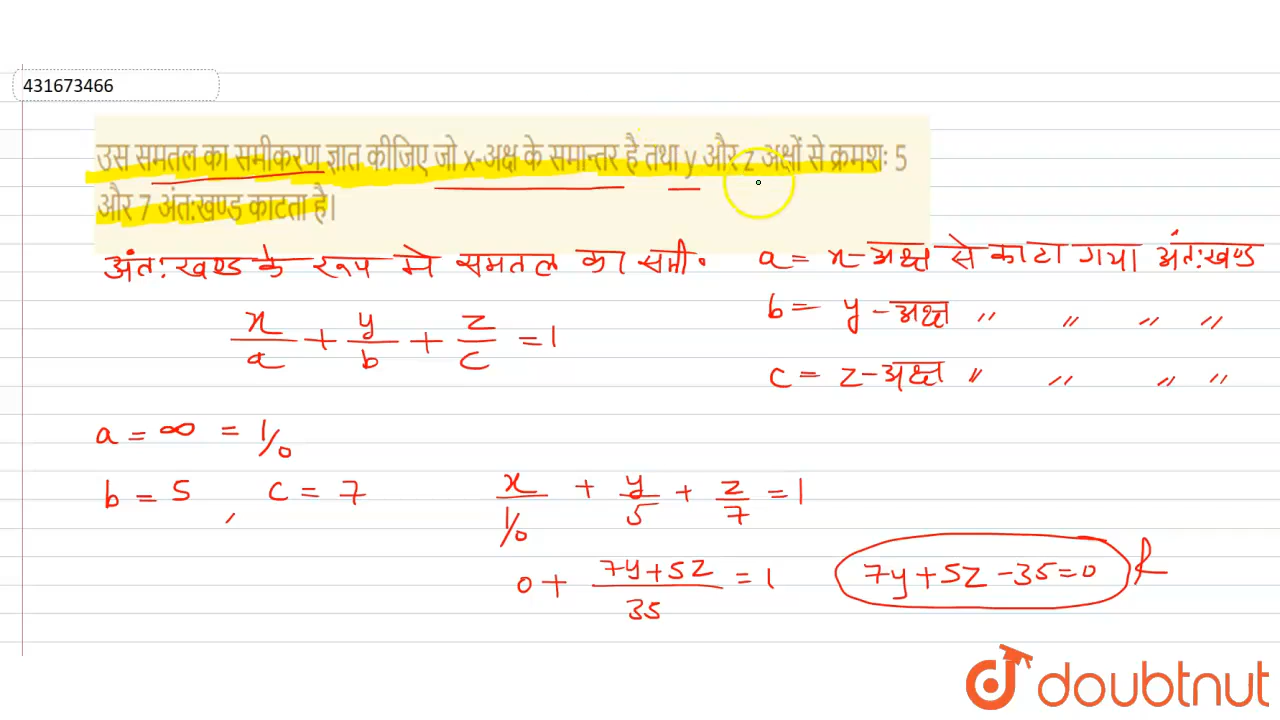 431673466
उस समतल का समीकरण ज्ञात कीजिए जो x-अक्ष के समान्तर है तथा y और z अक्षों से क्रमशः 5
और 7 अंत:खण्ड काटता है।
अंत:खण्ड के रूप मे समतल का समी.
a = x-अक्ष से काटा गया अंत:खण्ड
b = y-अक्ष " " " "
c = z-अक्ष " " " "
x/a + y/b + z/c = 1
a = ∞ = 1/0
b = 5 , c = 7
x/1/0 + y/5 + z/7 = 1
0 + 7y+5z/35 = 1
7y+5z-35=0
doubtnut